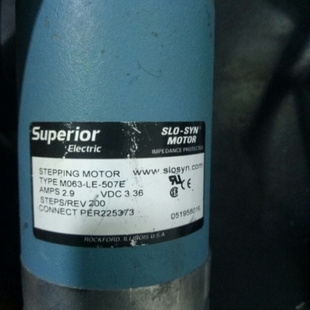 Superior
Electric
SLO-SYN
MOTOR
IMPEDANCE PROTECTED
STEPPING MOTOR www.slosyn.com
TYPE M063-LE-507E
AMPS 2.9 VDC 3.36
STEPS/REV 200
CONNECT PER225373
ROCKFORD, ILLINOIS U.S.A.